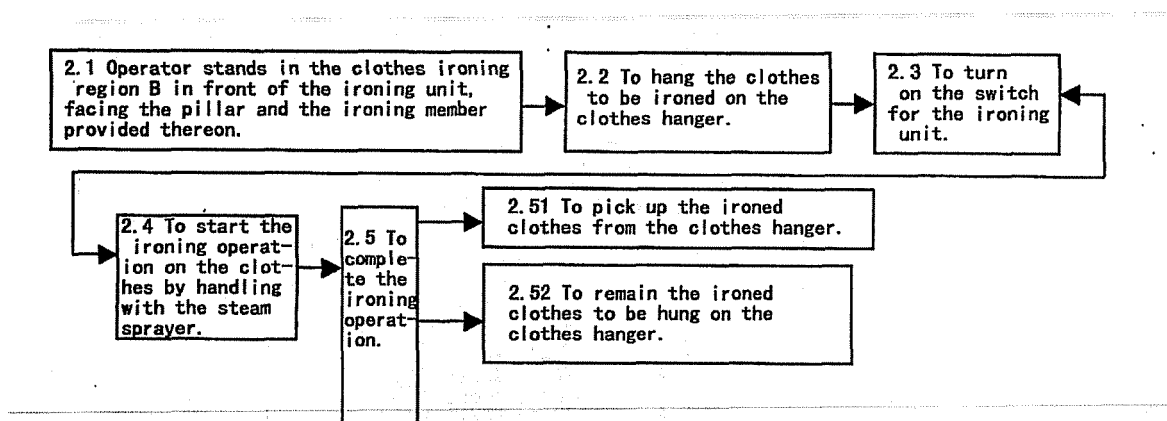 2.1 Operator stands in the clothes ironing
region B in front of the ironing unit,
facing the pillar and the ironing member
provided thereon.
2.2 To hang the clothes
to be ironed on the
clothes hanger.
2.3 To turn
on the switch
for the ironing
unit.
2.4 To start the
ironing operat-
ion on the clot-
hes by handling
with the steam
sprayer.
2.5 To
comple-
te the
ironing
operat-
ion.
2.51 To pick up the ironed
clothes from the clothes hanger.
2.52 To remain the ironed
clothes to be hung on the
clothes hanger.